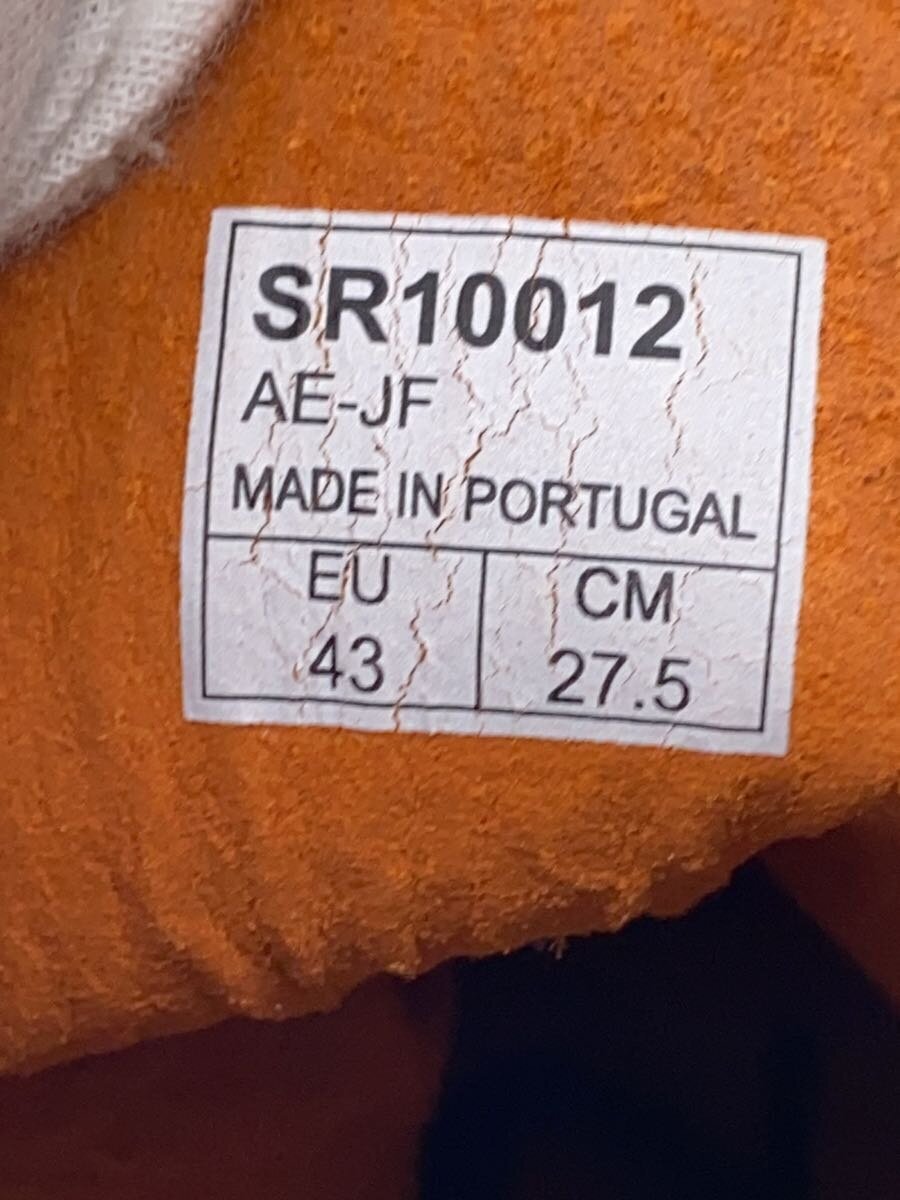 SR10012
AE-JF
MADE IN PORTUGAL
EU CM
43 27.5